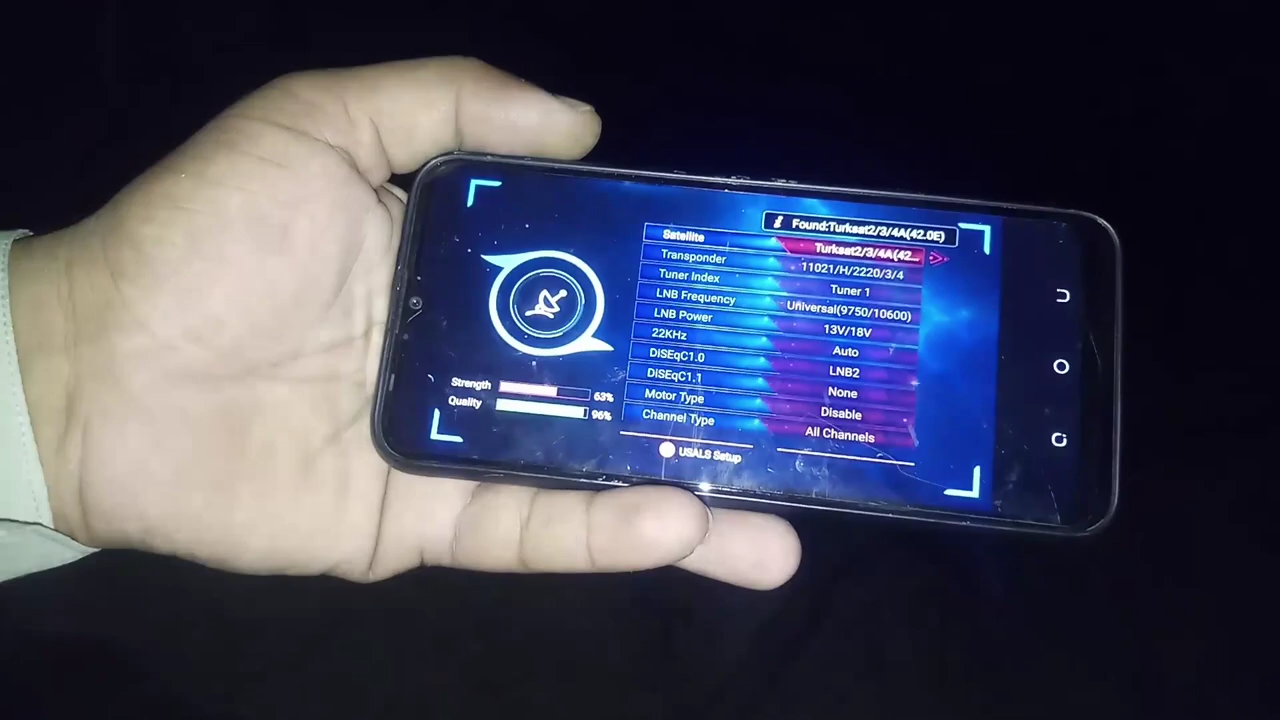 Found:Turksat2/3/4A(42.0E)
Satellite Turksat2/3/4A(42...
Transponder 11021/H/2220/3/4
Tuner Index Tuner 1
LNB Frequency Universal(9750/10600)
LNB Power 13V/18V
22KHz Auto
DiSEqC1.0 LNB2
DiSEqC1.1 None
Motor Type Disable
Channel Type All Channels
Strength 63%
Quality 96%
USALS Setup